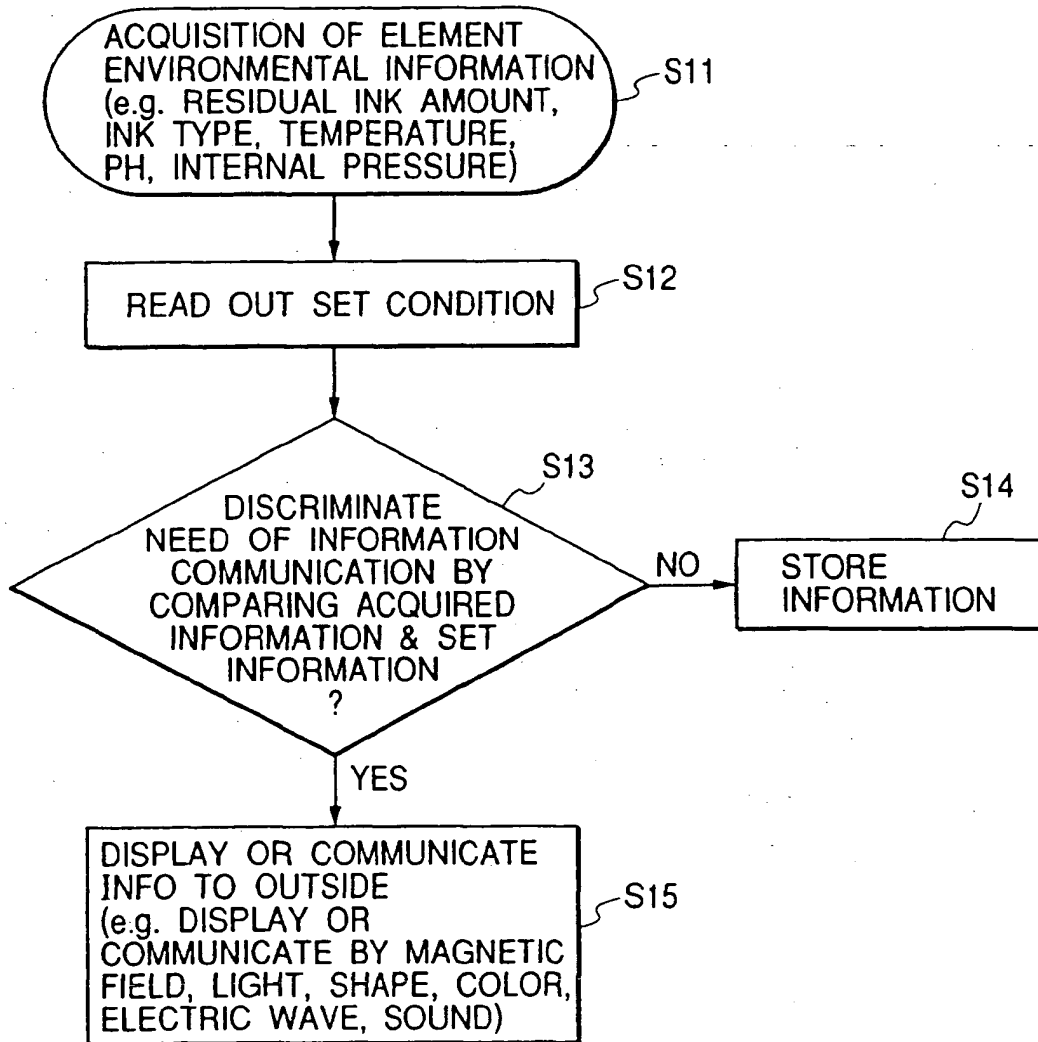 ACQUISITION OF ELEMENT
ENVIRONMENTAL INFORMATION
(e.g. RESIDUAL INK AMOUNT,
INK TYPE, TEMPERATURE,
PH, INTERNAL PRESSURE)
S11
READ OUT SET CONDITION
S12
DISCRIMINATE
NEED OF INFORMATION
COMMUNICATION BY
COMPARING ACQUIRED
INFORMATION & SET
INFORMATION
?
S13
NO
STORE
INFORMATION
S14
YES
DISPLAY OR COMMUNICATE
INFO TO OUTSIDE
(e.g. DISPLAY OR
COMMUNICATE BY MAGNETIC
FIELD, LIGHT, SHAPE, COLOR,
ELECTRIC WAVE, SOUND)
S15